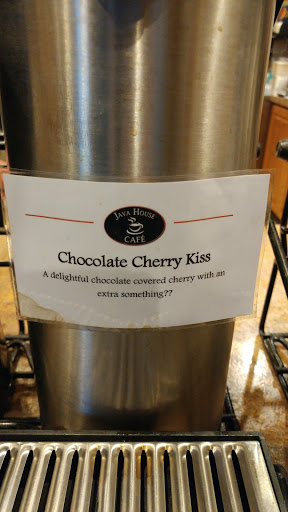 JAVA HOUSE
CAFÉ
Chocolate Cherry Kiss
A delightful chocolate covered cherry with an
extra something??